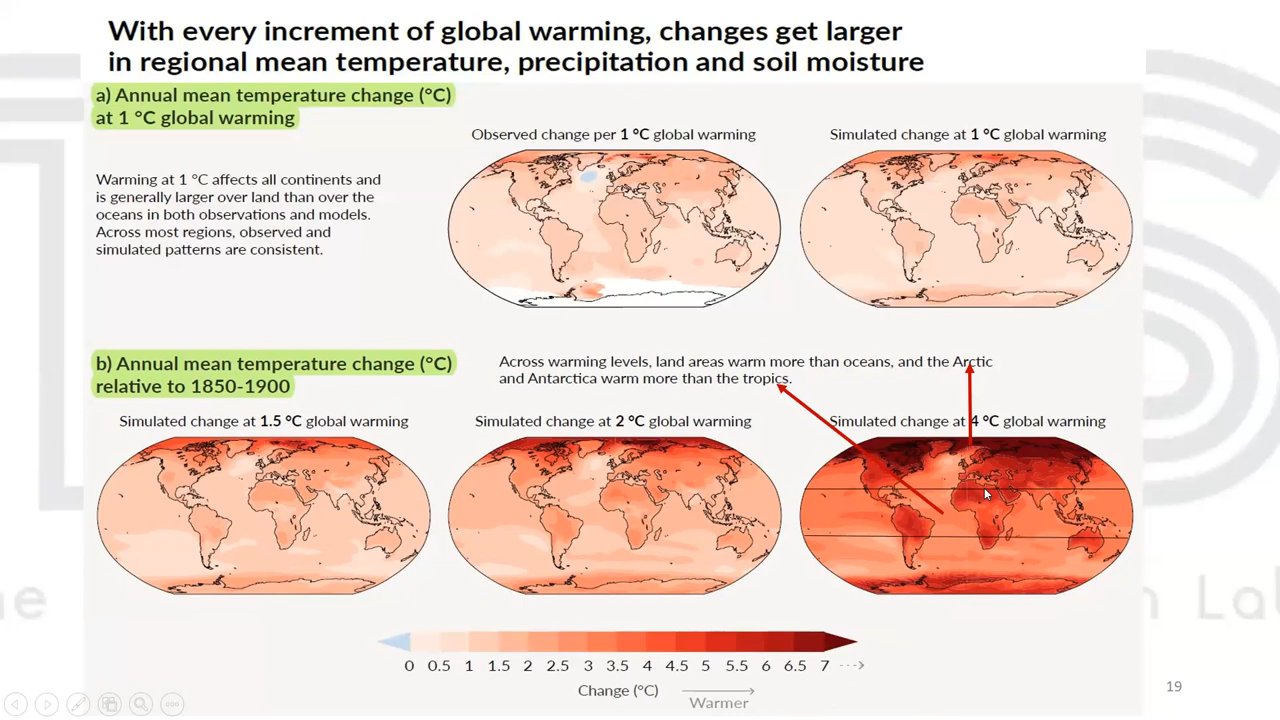 With every increment of global warming, changes get larger
in regional mean temperature, precipitation and soil moisture
a) Annual mean temperature change (°C)
at 1 °C global warming
Warming at 1 °C affects all continents and
is generally larger over land than over the
oceans in both observations and models.
Across most regions, observed and
simulated patterns are consistent.
Observed change per 1 °C global warming
Simulated change at 1 °C global warming
b) Annual mean temperature change (°C)
relative to 1850-1900
Across warming levels, land areas warm more than oceans, and the Arctic
and Antarctica warm more than the tropics.
Simulated change at 1.5 °C global warming
Simulated change at 2 °C global warming
Simulated change at 4 °C global warming
0 0.5 1 1.5 2 2.5 3 3.5 4 4.5 5 5.5 6 6.5 7
Change (°C)
Warmer
19